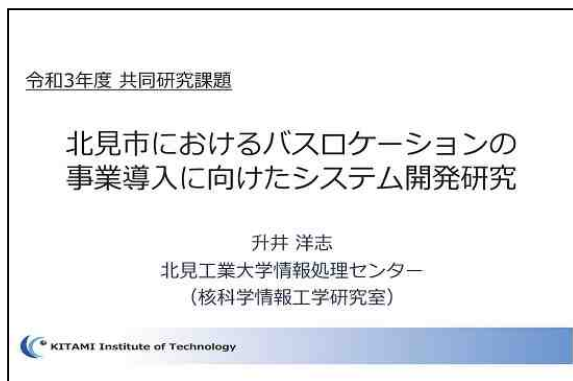 令和3年度 共同研究課題
北見市におけるバスロケーションの
事業導入に向けたシステム開発研究
升井 洋志
北見工業大学情報処理センター
（核科学情報工学研究室）
KITAMI Institute of Technology